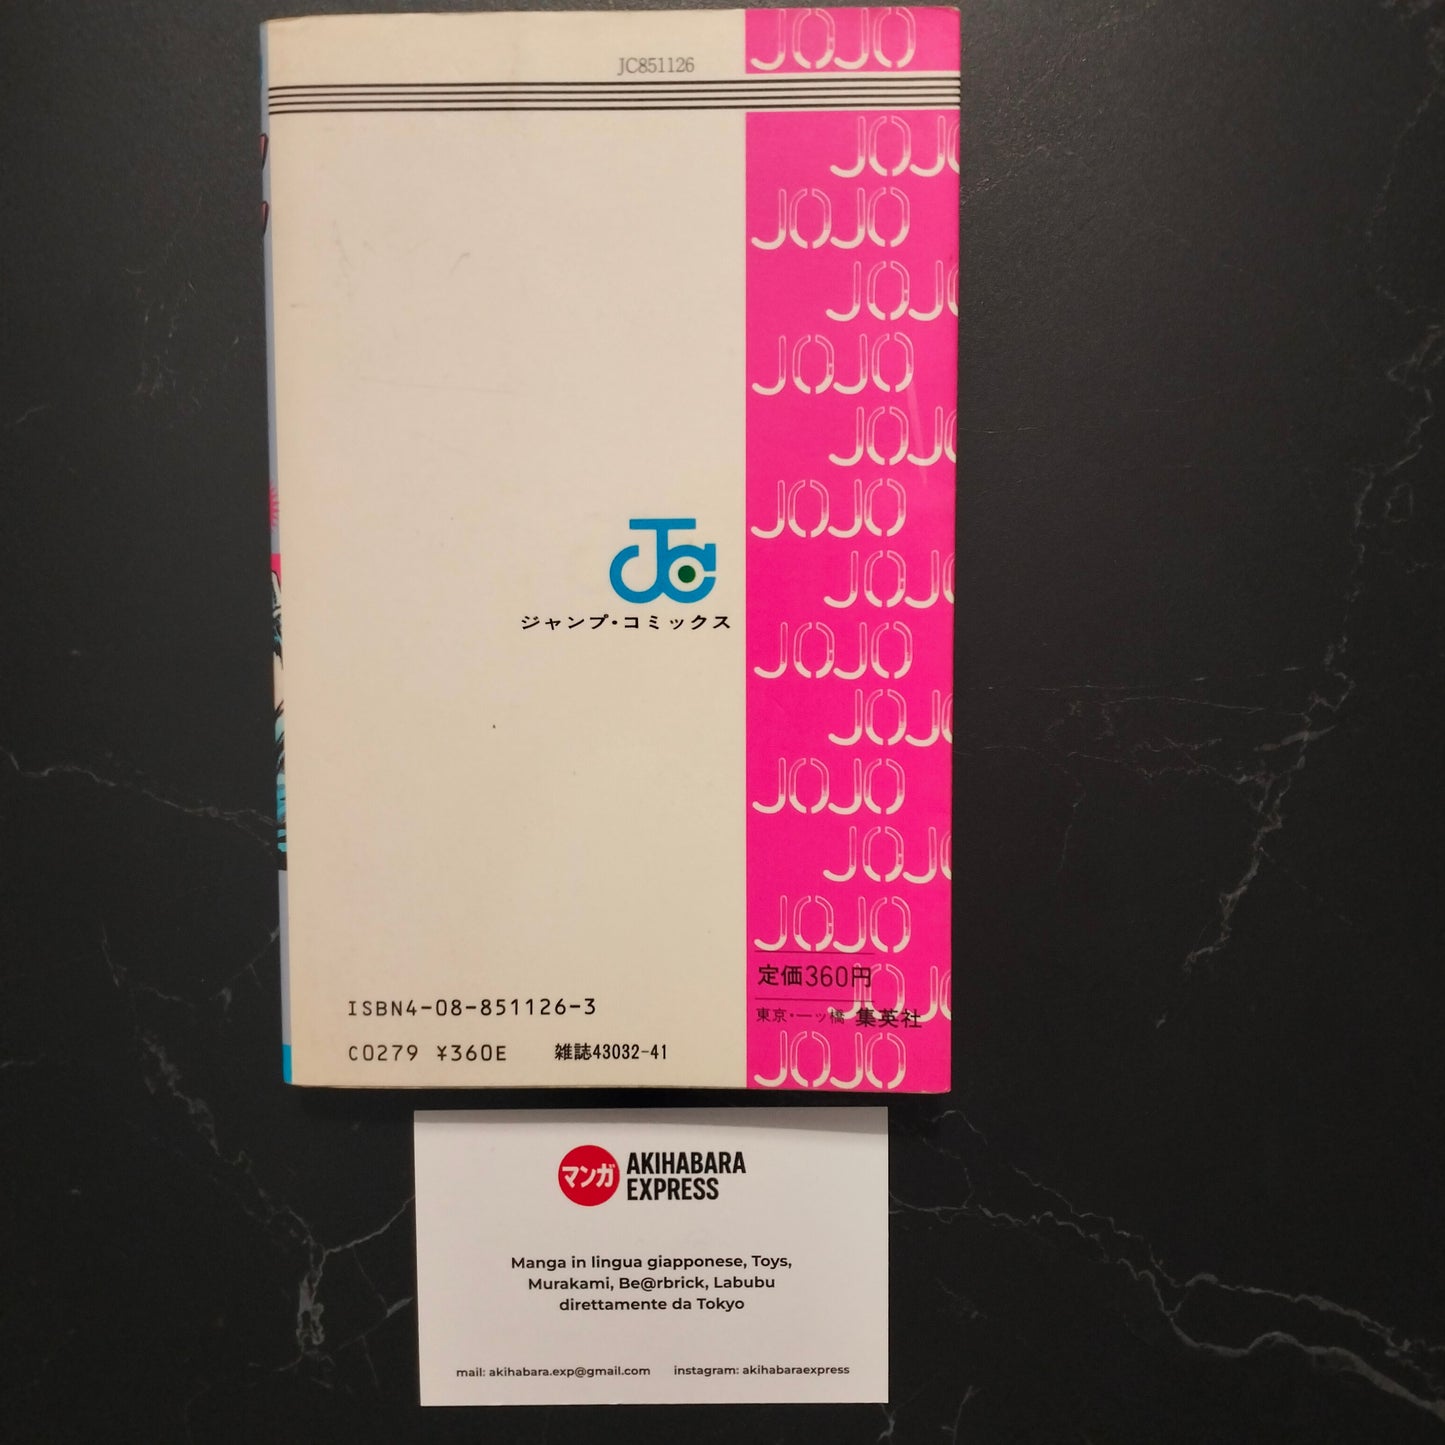 JOJO
JC851126
JOJO
JOJO
JOJO
JOJO
JOJO
JOJO
JOJO
JOJO
JOJO
JOJO
JOJO
JOJO
JC
ジャンプ・コミックス
定価360円
JOJO
東京・一ッ橋 集英社
JOJO
ISBN4-08-851126-3
C0279 ¥360E 雑誌43032-41
マンガ AKIHABARA
EXPRESS
Manga in lingua giapponese, Toys,
Murakami, Be@rbrick, Labubu
direttamente da Tokyo
mail: akihabara.exp@gmail.com instagram: akihabaraexpress